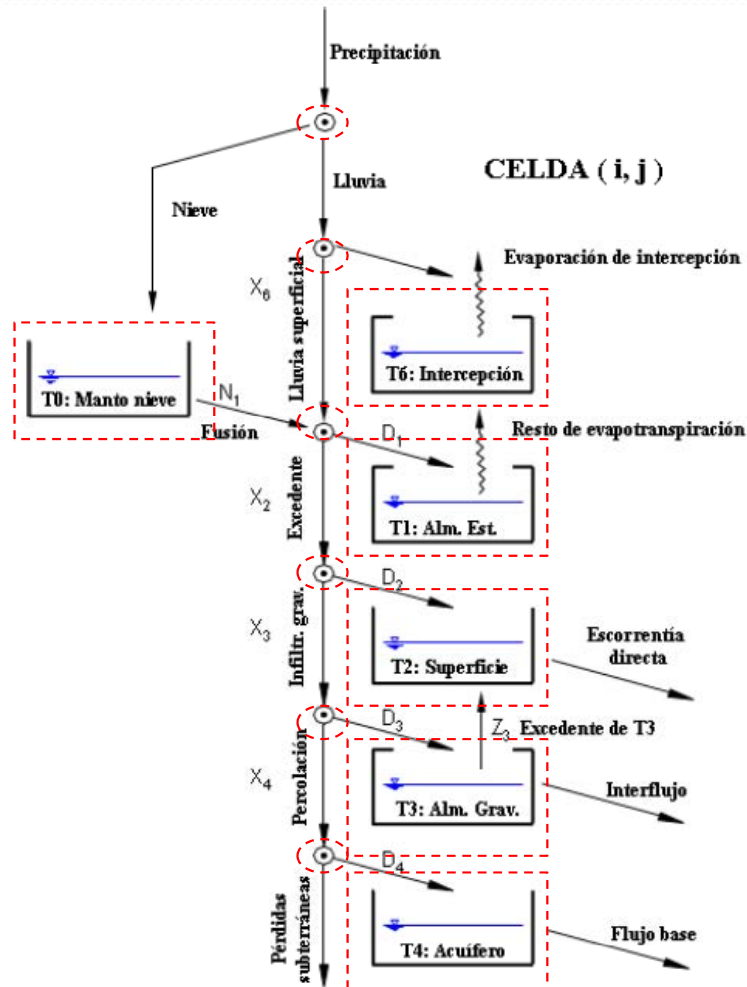 Precipitación
CELDA ( i, j )
Lluvia
Nieve
Evaporación de intercepción
X6
Lluvia superficial
T6: Intercepción
T0: Manto nieve
N1
Fusión
D1
Resto de evapotranspiración
X2
Excedente
T1: Alm. Est.
D2
X3
Infiltr. grav.
T2: Superficie
Escorrentía
directa
D3
Z3
Excedente de T3
X4
Percolación
T3: Alm. Grav.
Interflujo
D4
Pérdidas
subterráneas
T4: Acuífero
Flujo base